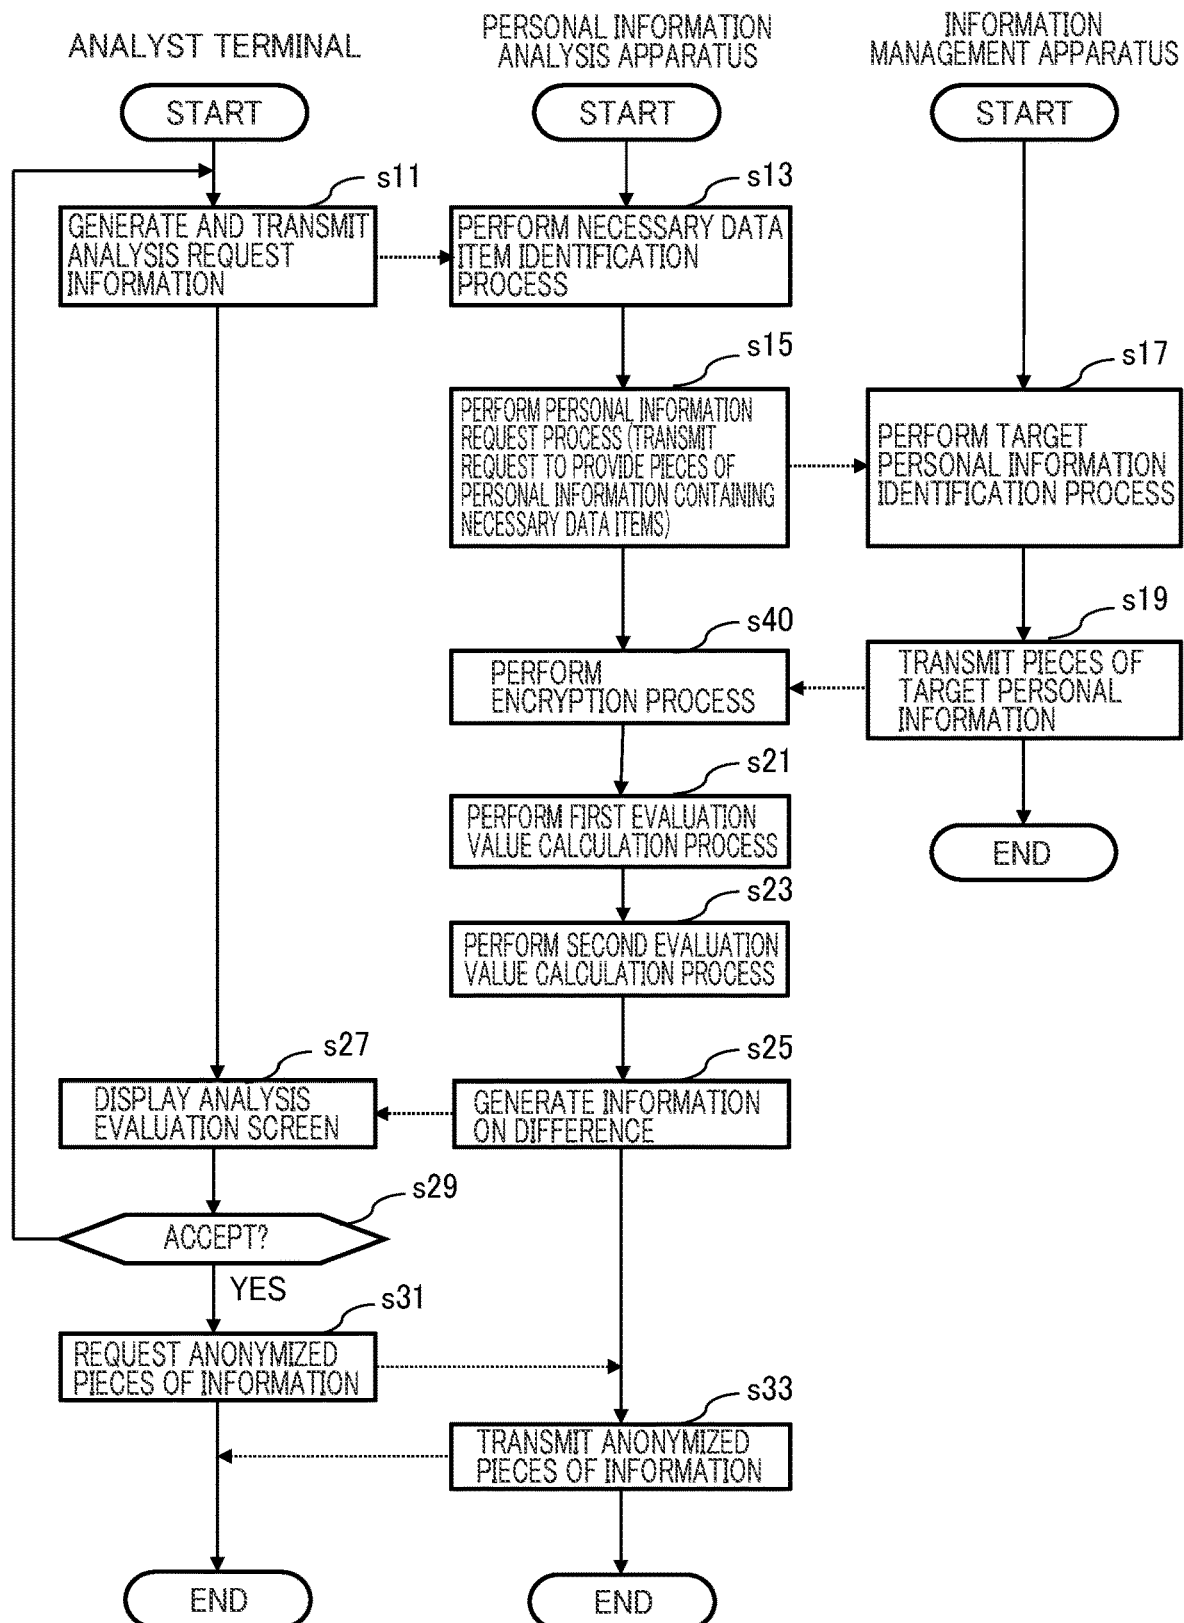 ANALYST TERMINAL
PERSONAL INFORMATION
ANALYSIS APPARATUS
INFORMATION
MANAGEMENT APPARATUS
START
START
START
s11
GENERATE AND TRANSMIT
ANALYSIS REQUEST
INFORMATION
s13
PERFORM NECESSARY DATA
ITEM IDENTIFICATION
PROCESS
s15
PERFORM PERSONAL INFORMATION
REQUEST PROCESS (TRANSMIT
REQUEST TO PROVIDE PIECES OF
PERSONAL INFORMATION CONTAINING
NECESSARY DATA ITEMS)
s17
PERFORM TARGET
PERSONAL INFORMATION
IDENTIFICATION PROCESS
s19
TRANSMIT PIECES OF
TARGET PERSONAL
INFORMATION
s40
PERFORM
ENCRYPTION PROCESS
s21
PERFORM FIRST EVALUATION
VALUE CALCULATION PROCESS
END
s23
PERFORM SECOND EVALUATION
VALUE CALCULATION PROCESS
s25
GENERATE INFORMATION
ON DIFFERENCE
s27
DISPLAY ANALYSIS
EVALUATION SCREEN
s29
ACCEPT?
YES
s31
REQUEST ANONYMIZED
PIECES OF INFORMATION
s33
TRANSMIT ANONYMIZED
PIECES OF INFORMATION
END
END